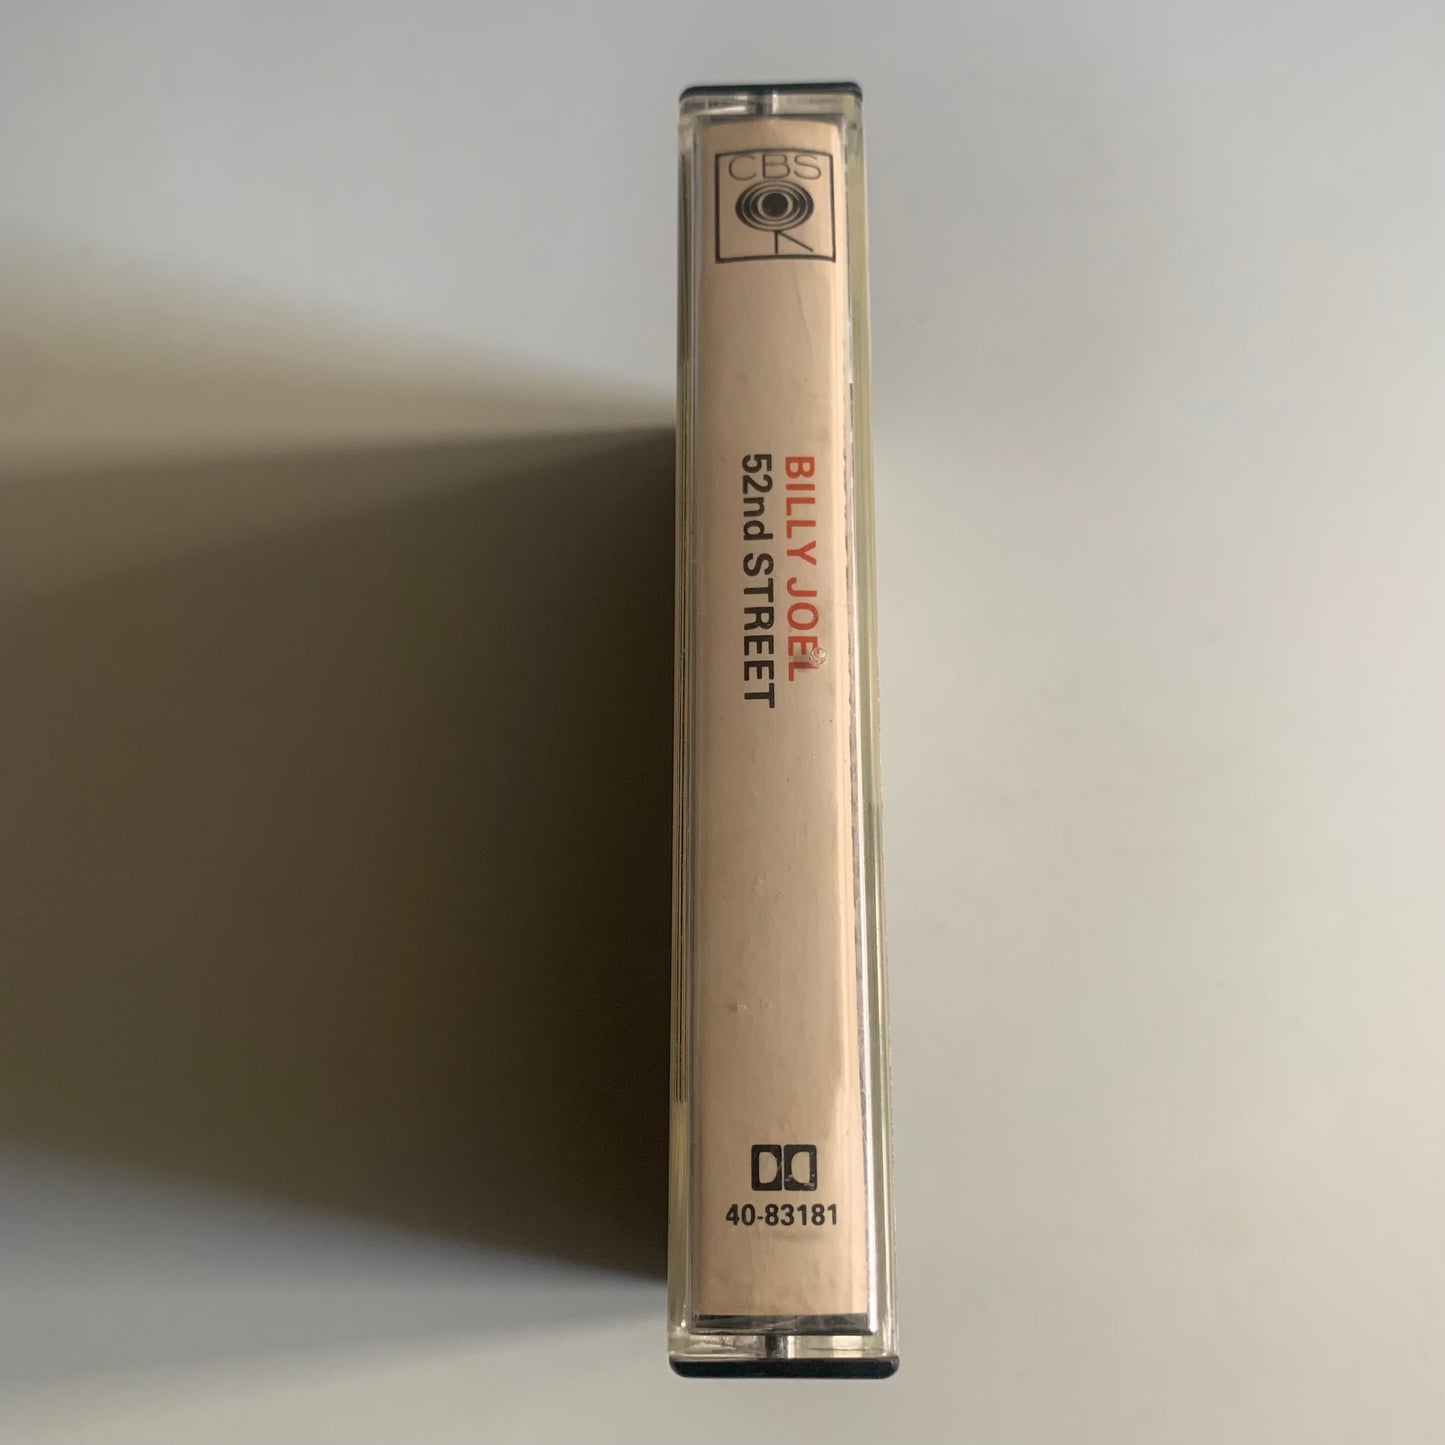 CBS
BILLY JOEL
52nd STREET
40-83181